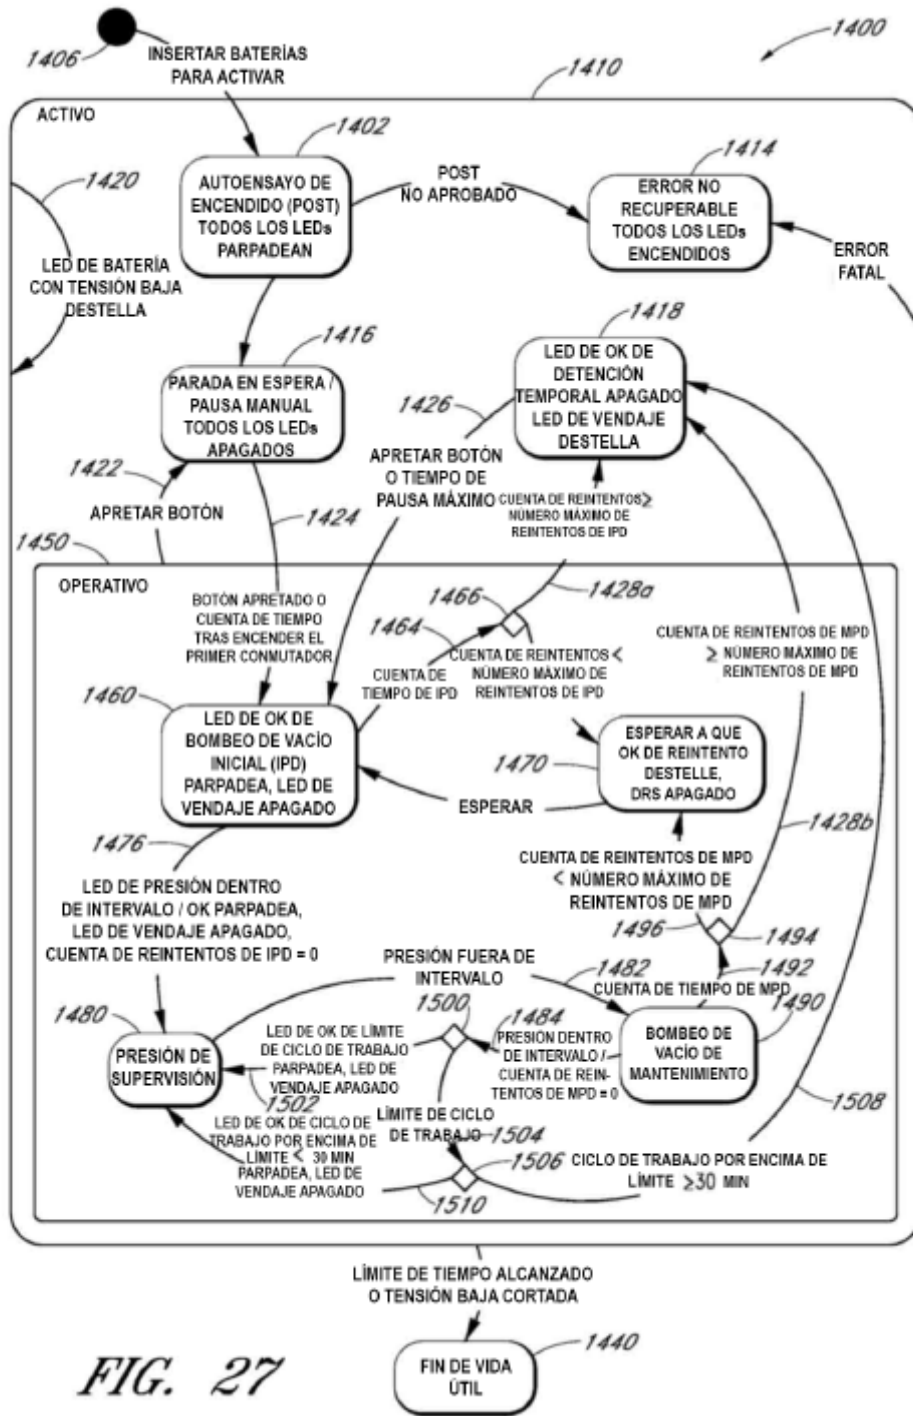 1400
1406
INSERTAR BATERÍAS
PARA ACTIVAR
1410
ACTIVO
1402
AUTOENSAYO DE
ENCENDIDO (POST)
TODOS LOS LEDs
PARPADEAN
POST
NO APROBADO
1414
ERROR NO
RECUPERABLE
TODOS LOS LEDs
ENCENDIDOS
1420
LED DE BATERÍA
CON TENSIÓN BAJA
DESTELLA
ERROR
FATAL
1416
PARADA EN ESPERA /
PAUSA MANUAL
TODOS LOS LEDs
APAGADOS
1418
LED DE OK DE
DETENCIÓN
TEMPORAL APAGADO
LED DE VENDAJE
DESTELLA
1426
APRETAR BOTÓN
O TIEMPO DE
PAUSA MÁXIMO
1422
APRETAR BOTÓN
1424
CUENTA DE REINTENTOS ≥
NÚMERO MÁXIMO DE
REINTENTOS DE IPD
1450
OPERATIVO
BOTÓN APRETADO O
CUENTA DE TIEMPO
TRAS ENCENDER EL
PRIMER CONMUTADOR
1466
1428a
1464
CUENTA DE
TIEMPO DE IPD
CUENTA DE REINTENTOS <
NÚMERO MÁXIMO DE
REINTENTOS DE IPD
CUENTA DE REINTENTOS DE MPD
≥ NÚMERO MÁXIMO DE
REINTENTOS DE MPD
1460
LED DE OK DE
BOMBEO DE VACÍO
INICIAL (IPD)
PARPADEA, LED DE
VENDAJE APAGADO
1470
ESPERAR A QUE
OK DE REINTENTO
DESTELLE,
DRS APAGADO
ESPERAR
1428b
1476
LED DE PRESIÓN DENTRO
DE INTERVALO / OK PARPADEA,
LED DE VENDAJE APAGADO,
CUENTA DE REINTENTOS DE IPD = 0
CUENTA DE REINTENTOS DE MPD
< NÚMERO MÁXIMO DE
REINTENTOS DE MPD
1496
1494
PRESIÓN FUERA DE
INTERVALO
1482
1492
CUENTA DE TIEMPO DE MPD
1480
PRESIÓN DE
SUPERVISIÓN
1500
1484
1490
BOMBEO DE
VACÍO DE
MANTENIMIENTO
LED DE OK DE LÍMITE
DE CICLO DE TRABAJO
PARPADEA, LED DE
VENDAJE APAGADO
PRESIÓN DENTRO
DE INTERVALO /
CUENTA DE REIN-
TENTOS DE MPD = 0
1502
1508
LED DE OK DE CICLO DE
TRABAJO POR ENCIMA DE
LÍMITE < 30 MIN
PARPADEA, LED DE
VENDAJE APAGADO
LÍMITE DE CICLO
DE TRABAJO
1504
1506
1510
CICLO DE TRABAJO POR ENCIMA DE
LÍMITE ≥30 MIN
LÍMITE DE TIEMPO ALCANZADO
O TENSIÓN BAJA CORTADA
1440
FIN DE VIDA
ÚTIL
FIG. 27